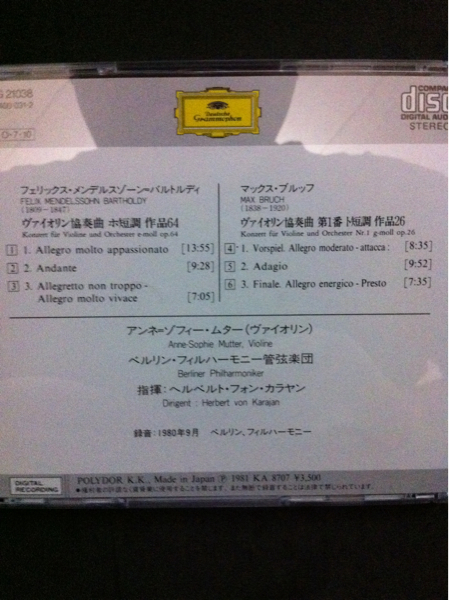 G 21038
400 031-2
O-7-10
Deutsche
Grammophon
COMPA
disc
DIGITAL AUD
STEREO
フェリックス・メンデルスゾーン=バルトルディ
FELIX MENDELSSOHN BARTHOLDY
(1809-1847)
ヴァイオリン協奏曲 ホ短調 作品64
Konzert für Violine und Orchester e-moll op.64
1 1. Allegro molto appassionato [13:55]
2 2. Andante [9:28]
3 3. Allegretto non troppo-
Allegro molto vivace [7:05]
マックス・ブルッフ
MAX BRUCH
(1838-1920)
ヴァイオリン協奏曲 第1番 ト短調 作品26
Konzert für Violine und Orchester Nr.1 g-moll op.26
4 1. Vorspiel. Allegro moderato-attacca: [8:35]
5 2. Adagio [9:52]
6 3. Finale. Allegro energico-Presto [7:35]
アンネ=ゾフィー・ムター(ヴァイオリン)
Anne-Sophie Mutter, Violine
ベルリン・フィルハーモニー管弦楽団
Berliner Philharmoniker
指揮:ヘルベルト・フォン・カラヤン
Dirigent : Herbert von Karajan
録音:1980年9月 ベルリン,フィルハーモニー
DIGITAL
RECORDING
POLYDOR K.K., Made in Japan Ⓟ 1981 KA 8707 ¥3,500